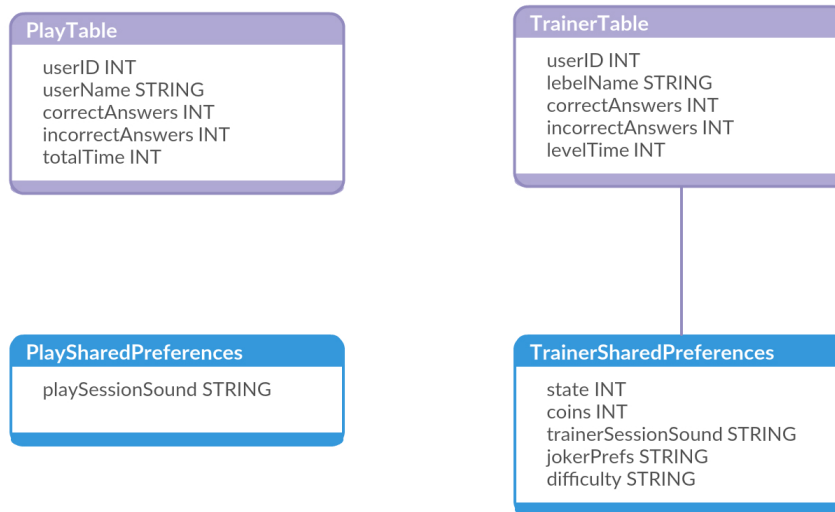 PlayTable
userID INT
userName STRING
correctAnswers INT
incorrectAnswers INT
totalTime INT
TrainerTable
userID INT
lebelName STRING
correctAnswers INT
incorrectAnswers INT
levelTime INT
PlaySharedPreferences
playSessionSound STRING
TrainerSharedPreferences
state INT
coins INT
trainerSessionSound STRING
jokerPrefs STRING
difficulty STRING